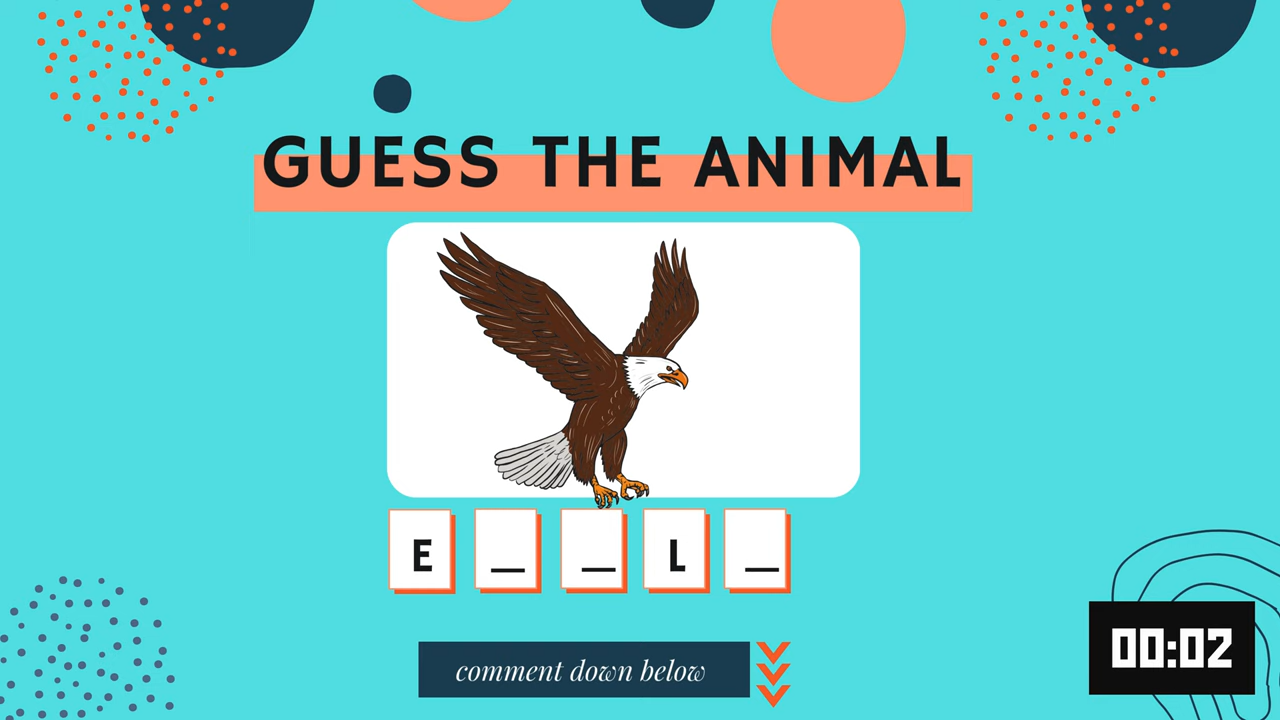 GUESS THE ANIMAL
E _ _ L _
comment down below
00:02